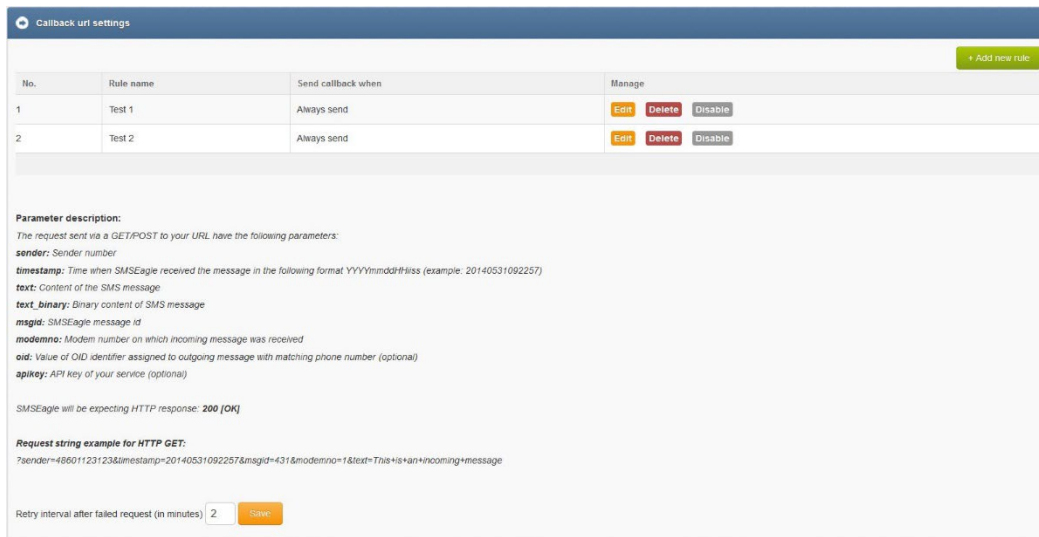 Callback url settings
+ Add new rule
No. Rule name Send callback when Manage
1 Test 1 Always send Edit Delete Disable
2 Test 2 Always send Edit Delete Disable
Parameter description:
The request sent via a GET/POST to your URL have the following parameters:
sender: Sender number
timestamp: Time when SMSEagle received the message in the following format YYYYmmddHHiiss (example: 20140531092257)
text: Content of the SMS message
text_binary: Binary content of SMS message
msgid: SMSEagle message id
modemno: Modem number on which incoming message was received
oid: Value of OID identifier assigned to outgoing message with matching phone number (optional)
apikey: API key of your service (optional)
SMSEagle will be expecting HTTP response: 200 [OK]
Request string example for HTTP GET:
?sender=48601123123&timestamp=20140531092257&msgid=431&modemno=1&text=This+is+an+incoming+message
Retry interval after failed request (in minutes) 2 Save